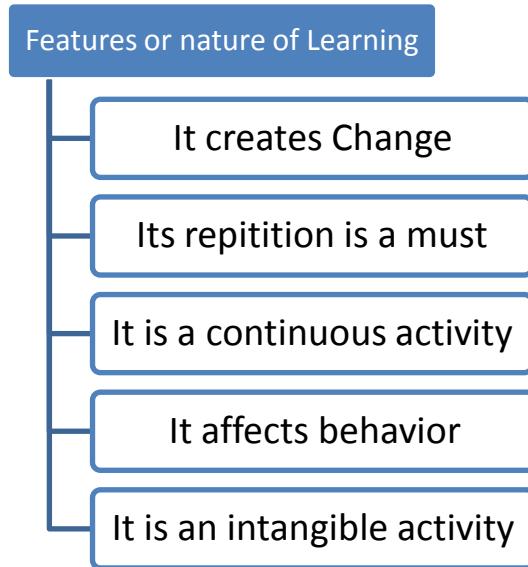 Features or nature of Learning
It creates Change
Its repitition is a must
It is a continuous activity
It affects behavior
It is an intangible activity